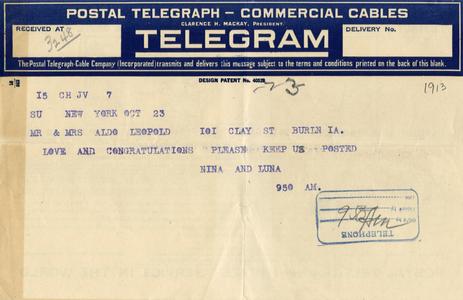 POSTAL TELEGRAPH – COMMERCIAL CABLES
CLARENCE H. MACKAY, PRESIDENT
RECEIVED AT
TELEGRAM
DELIVERY No.
The Postal Telegraph-Cable Company (Incorporated) transmits and delivers this message subject to the terms and conditions printed on the back of this blank.
DESIGN PATENT No. 40529
1913
I5 CH JV 7
SU NEW YORK OCT 23
MR & MRS ALDO LEOPOLD IOI CLAY ST BURLN IA.
LOVE AND CONGRATULATIONS PLEASE KEEP US POSTED
NINA AND LUNA
950 AM.
TELEPHONE